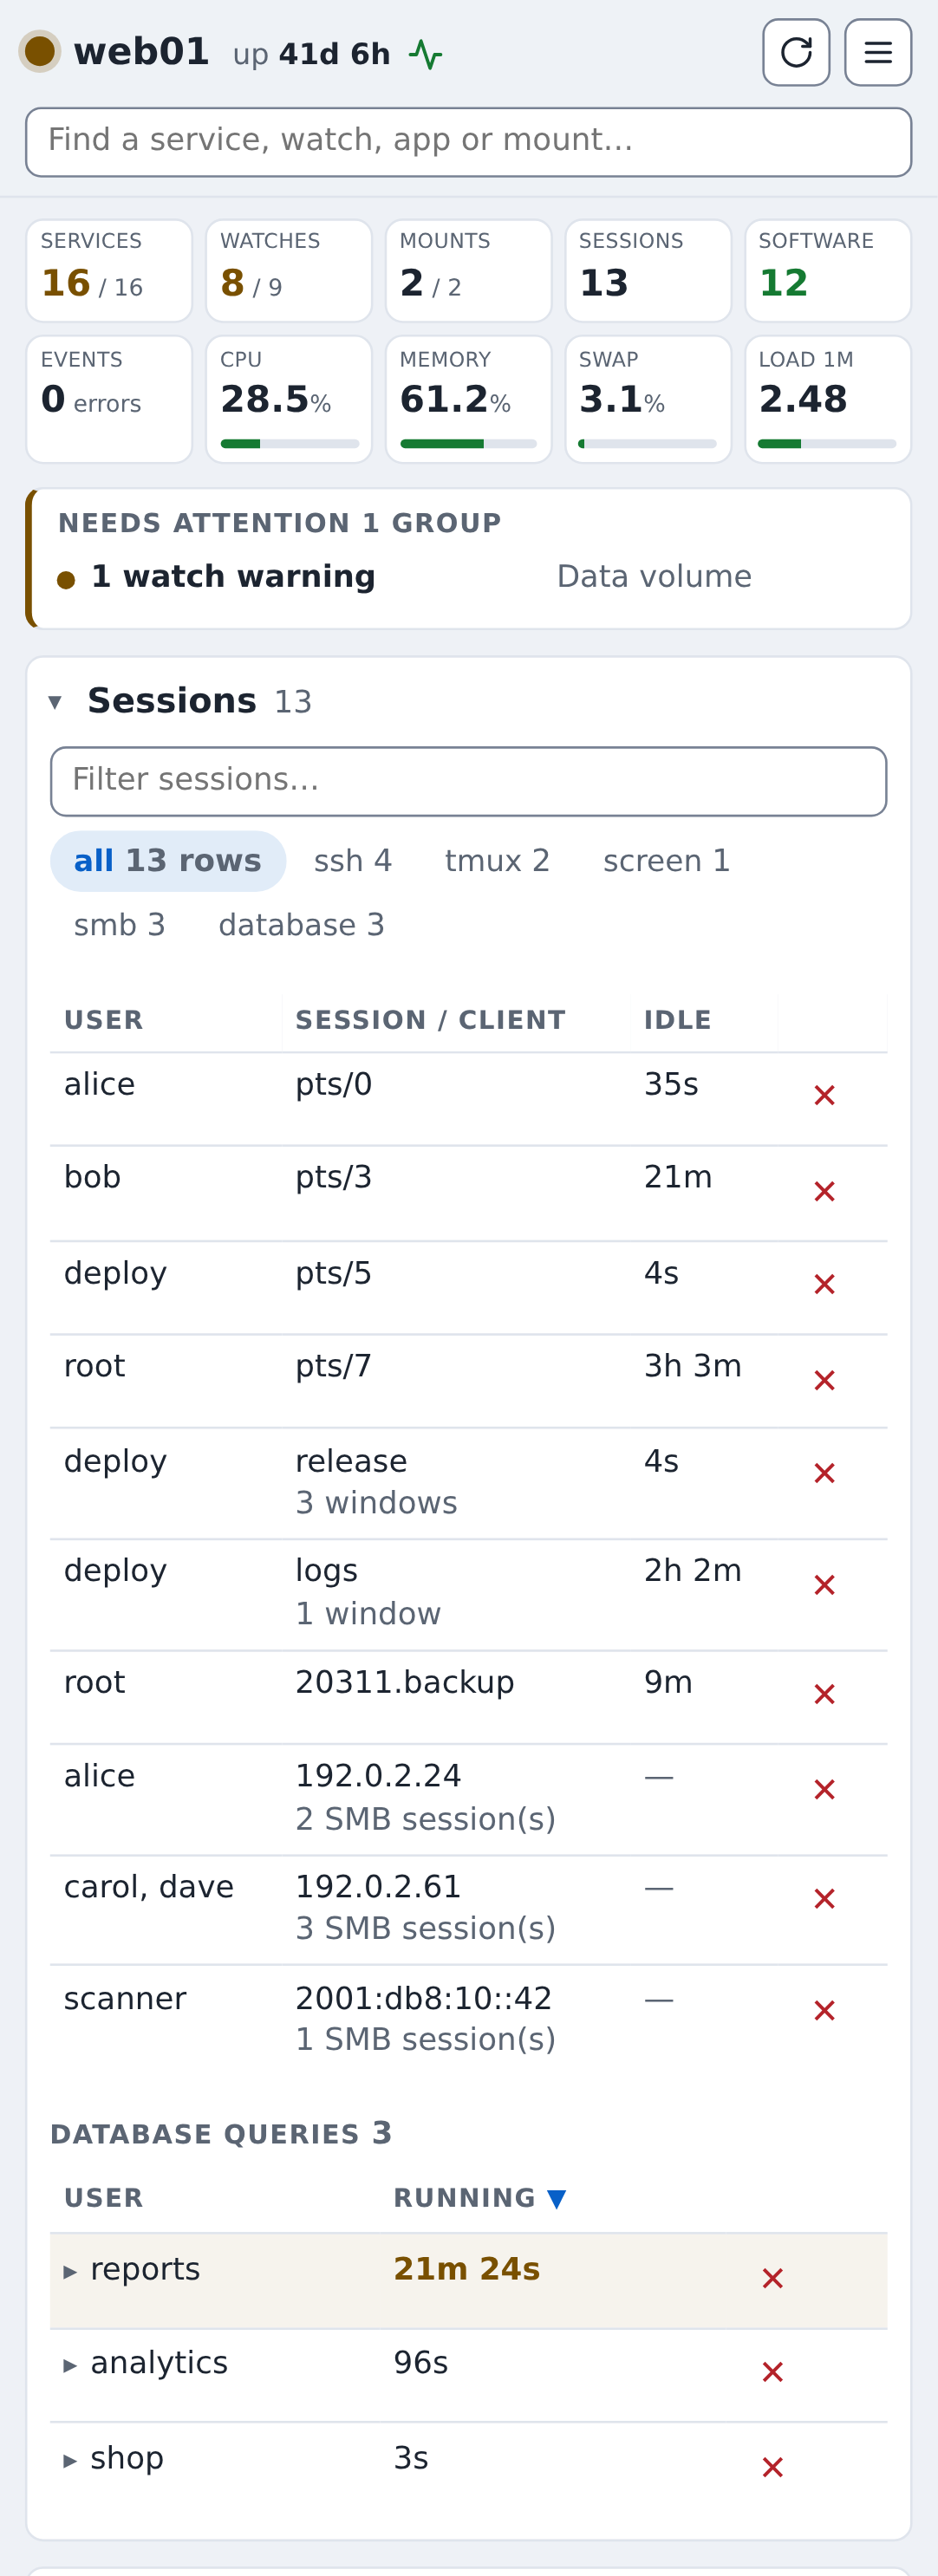 web01 up 41d 6h
Find a service, watch, app or mount...
SERVICES WATCHES MOUNTS SESSIONS SOFTWARE
16 / 16 8 / 9 2 / 2 13 12
EVENTS CPU MEMORY SWAP LOAD 1M
0 errors 28.5% 61.2% 3.1% 2.48
NEEDS ATTENTION 1 GROUP
1 watch warning Data volume
▾ Sessions 13
Filter sessions...
all 13 rows ssh 4 tmux 2 screen 1
smb 3 database 3
USER SESSION / CLIENT IDLE
alice pts/0 35s ✕
bob pts/3 21m ✕
deploy pts/5 4s ✕
root pts/7 3h 3m ✕
deploy release 4s ✕
3 windows
deploy logs 2h 2m ✕
1 window
root 20311.backup 9m ✕
alice 192.0.2.24 — ✕
2 SMB session(s)
carol, dave 192.0.2.61 — ✕
3 SMB session(s)
scanner 2001:db8:10::42 — ✕
1 SMB session(s)
DATABASE QUERIES 3
USER RUNNING ▼
▸ reports 21m 24s ✕
▸ analytics 96s ✕
▸ shop 3s ✕